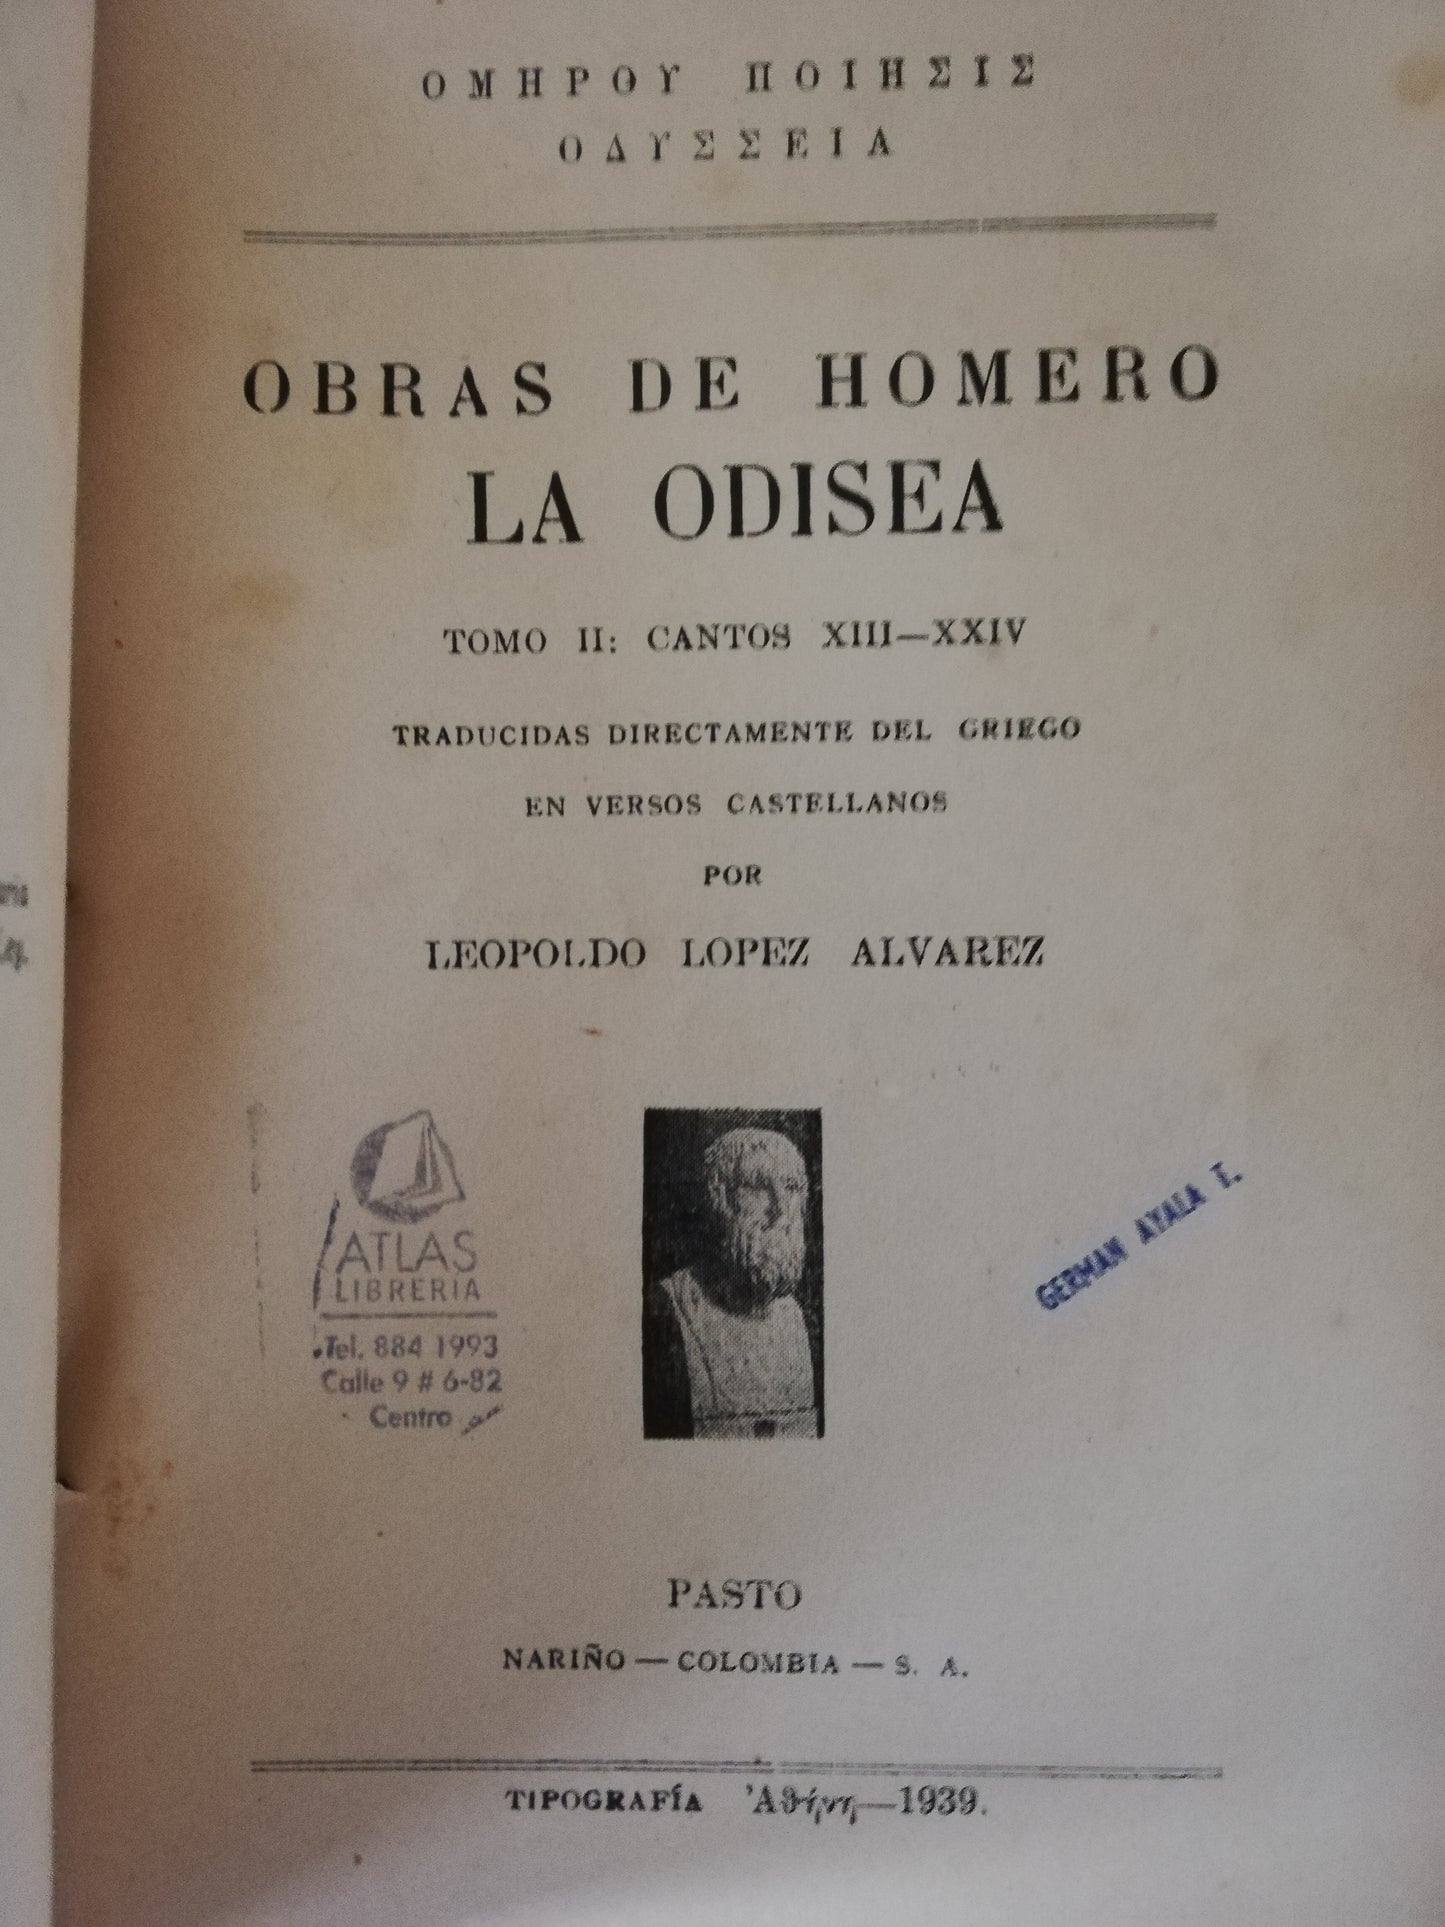 ΟΜΗΡΟΥ ΠΟΙΗΣΙΣ
ΟΔΥΣΣΕΙΑ
OBRAS DE HOMERO
LA ODISEA
TOMO II: CANTOS XIII—XXIV
TRADUCIDAS DIRECTAMENTE DEL GRIEGO
EN VERSOS CASTELLANOS
POR
LEOPOLDO LOPEZ ALVAREZ
ATLAS
LIBRERIA
Tel. 884 1993
Calle 9 # 6-82
Centro
GERMAN AYALA T.
PASTO
NARIÑO — COLOMBIA — S. A.
TIPOGRAFÍA Ἀθήνη—1939.